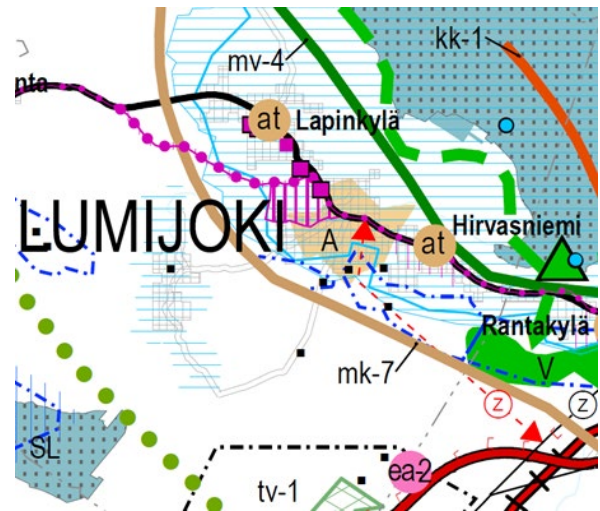 kk-1
mv-4
nta
at
Lapinkylä
LUMIJOKI
A
at
Hirvasniemi
Rantakylä
mk-7
V
z
z
SL
ea-2
tv-1